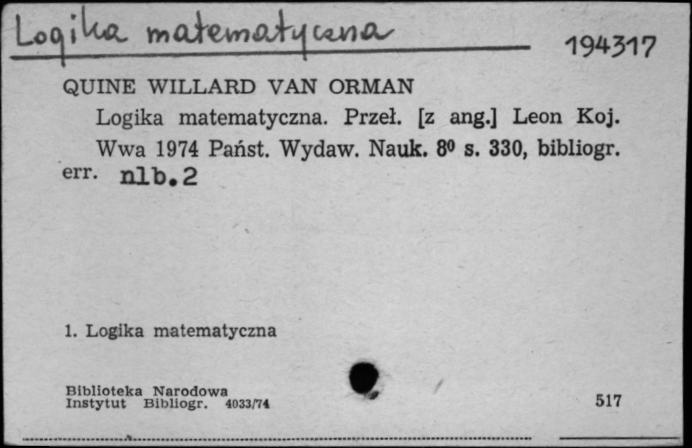 Logika matematyczna
194317
QUINE WILLARD VAN ORMAN
Logika matematyczna. Przeł. [z ang.] Leon Koj.
Wwa 1974 Państ. Wydaw. Nauk. 8⁰ s. 330, bibliogr.
err. nlb.2
1. Logika matematyczna
Biblioteka Narodowa
Instytut Bibliogr. 4033/74
517